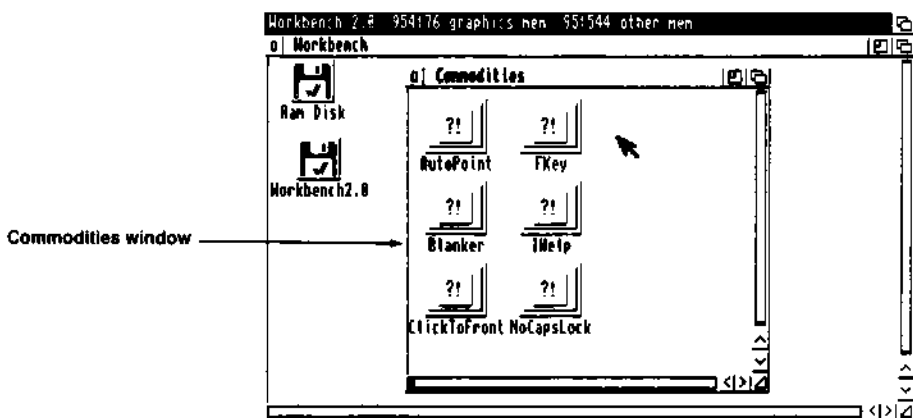 Workbench 2.0 954176 graphics mem 951544 other mem
Workbench
Commodities
Ram Disk
?! ?!
AutoPoint FKey
Workbench2.0
?! ?!
Commodities window
Blanker IHelp
?! ?!
ClickToFront NoCapsLock